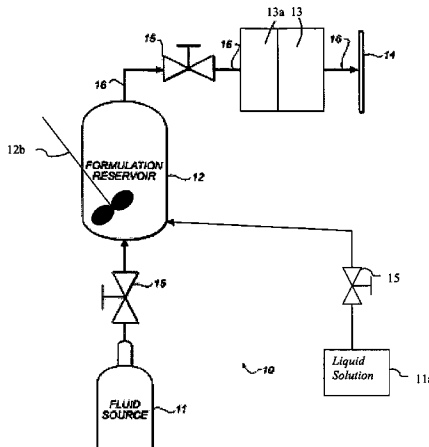 13a 13
15
16
16
14
16
12b
FORMULATION
RESERVOIR
12
15
15
10
Liquid
Solution
11a
FLUID
SOURCE
11